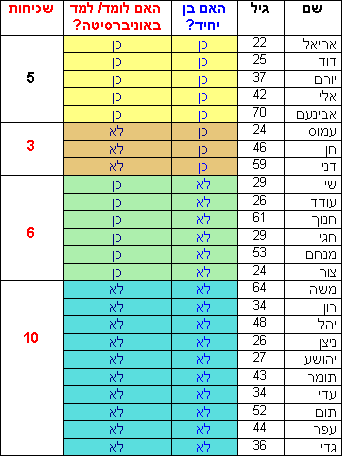 שם גיל האם בן יחיד? האם לומד/ למד באוניברסיטה? שכיחות
אריאל 22 כן כן 5
דוד 25 כן כן
יורם 37 כן כן
אלי 42 כן כן
אבינעם 70 כן כן
עמוס 24 כן לא 3
חן 46 כן לא
דני 59 כן לא
שי 29 לא כן 6
עודד 26 לא כן
חנוך 61 לא כן
חגי 29 לא כן
מנחם 53 לא כן
צור 24 לא כן
משה 64 לא לא 10
רון 34 לא לא
יהל 48 לא לא
ניצן 26 לא לא
יהושע 27 לא לא
תומר 43 לא לא
עדי 34 לא לא
תום 52 לא לא
עפר 44 לא לא
גדי 36 לא לא